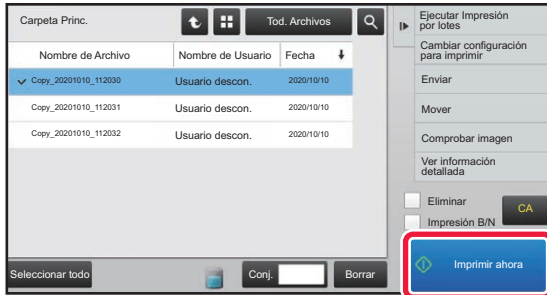 Carpeta Princ.
Tod. Archivos
Nombre de Archivo
Nombre de Usuario
Fecha
Copy_20201010_112030
Usuario descon.
2020/10/10
Copy_20201010_112031
Usuario descon.
2020/10/10
Copy_20201010_112032
Usuario descon.
2020/10/10
Seleccionar todo
Conj.
Borrar
Ejecutar Impresión
por lotes
Cambiar configuración
para imprimir
Enviar
Mover
Comprobar imagen
Ver información
detallada
Eliminar
Impresión B/N
CA
Imprimir ahora